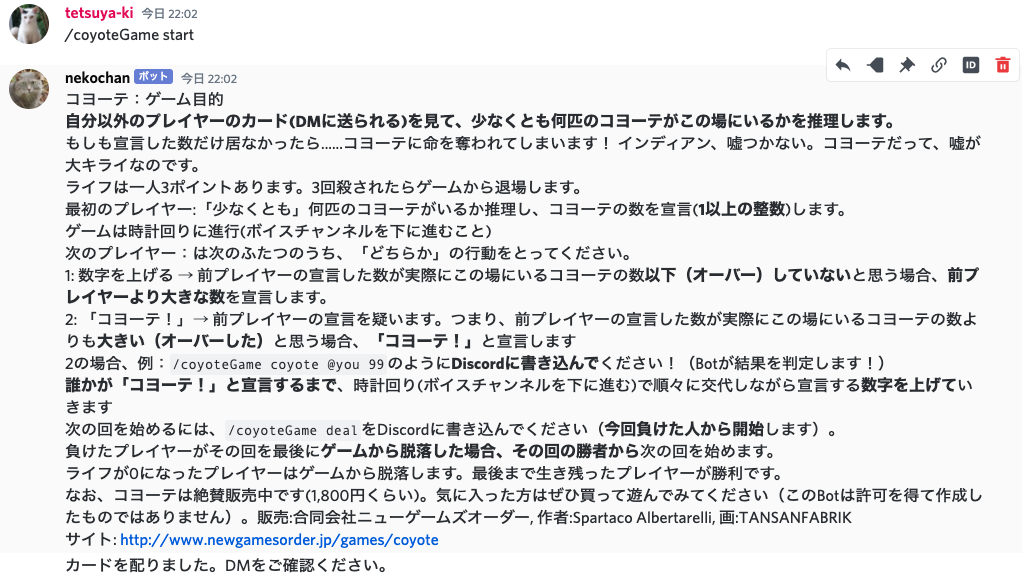 tetsuya-ki 今日 22:02
/coyoteGame start
nekochan ボット 今日 22:02
ID
コヨーテ：ゲーム目的
自分以外のプレイヤーのカード(DMに送られる)を見て、少なくとも何匹のコヨーテがこの場にいるかを推理します。
もしも宣言した数だけ居なかったら……コヨーテに命を奪われてしまいます！ インディアン、嘘つかない。コヨーテだって、嘘が
大キライなのです。
ライフは一人3ポイントあります。3回殺されたらゲームから退場します。
最初のプレイヤー:「少なくとも」何匹のコヨーテがいるか推理し、コヨーテの数を宣言(1以上の整数)します。
ゲームは時計回りに進行(ボイスチャンネルを下に進むこと)
次のプレイヤー：は次のふたつのうち、「どちらか」の行動をとってください。
1: 数字を上げる → 前プレイヤーの宣言した数が実際にこの場にいるコヨーテの数以下（オーバー）していないと思う場合、前プ
レイヤーより大きな数を宣言します。
2: 「コヨーテ！」→ 前プレイヤーの宣言を疑います。つまり、前プレイヤーの宣言した数が実際にこの場にいるコヨーテの数よ
りも大きい（オーバーした）と思う場合、「コヨーテ！」と宣言します
2の場合、例：/coyoteGame coyote @you 99のようにDiscordに書き込んでください！（Botが結果を判定します！）
誰かが「コヨーテ！」と宣言するまで、時計回り(ボイスチャンネルを下に進む)で順々に交代しながら宣言する数字を上げてい
きます
次の回を始めるには、/coyoteGame dealをDiscordに書き込んでください（今回負けた人から開始します）。
負けたプレイヤーがその回を最後にゲームから脱落した場合、その回の勝者から次の回を始めます。
ライフが0になったプレイヤーはゲームから脱落します。最後まで生き残ったプレイヤーが勝利です。
なお、コヨーテは絶賛販売中です(1,800円くらい)。気に入った方はぜひ買って遊んでみてください（このBotは許可を得て作成し
たものではありません）。販売:合同会社ニューゲームズオーダー, 作者:Spartaco Albertarelli, 画:TANSANFABRIK
サイト: http://www.newgamesorder.jp/games/coyote
カードを配りました。DMをご確認ください。